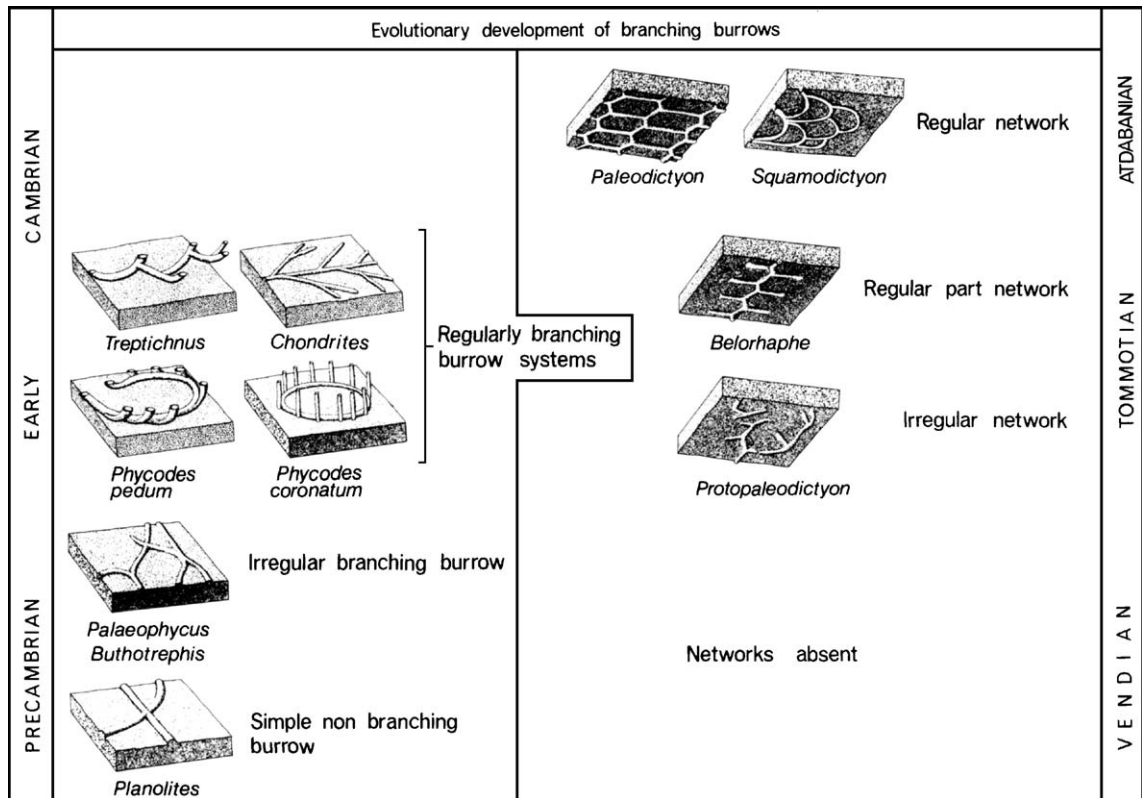 Evolutionary development of branching burrows
CAMBRIAN
EARLY
PRECAMBRIAN
Treptichnus
Chondrites
Regularly branching
burrow systems
Phycodes
pedum
Phycodes
coronatum
Irregular branching burrow
Palaeophycus
Buthotrephis
Simple non branching
burrow
Planolites
Paleodictyon
Squamodictyon
Regular network
Belorhaphe
Regular part network
Protopaleodictyon
Irregular network
Networks absent
ATDABANIAN
TOMMOTIAN
VENDIAN